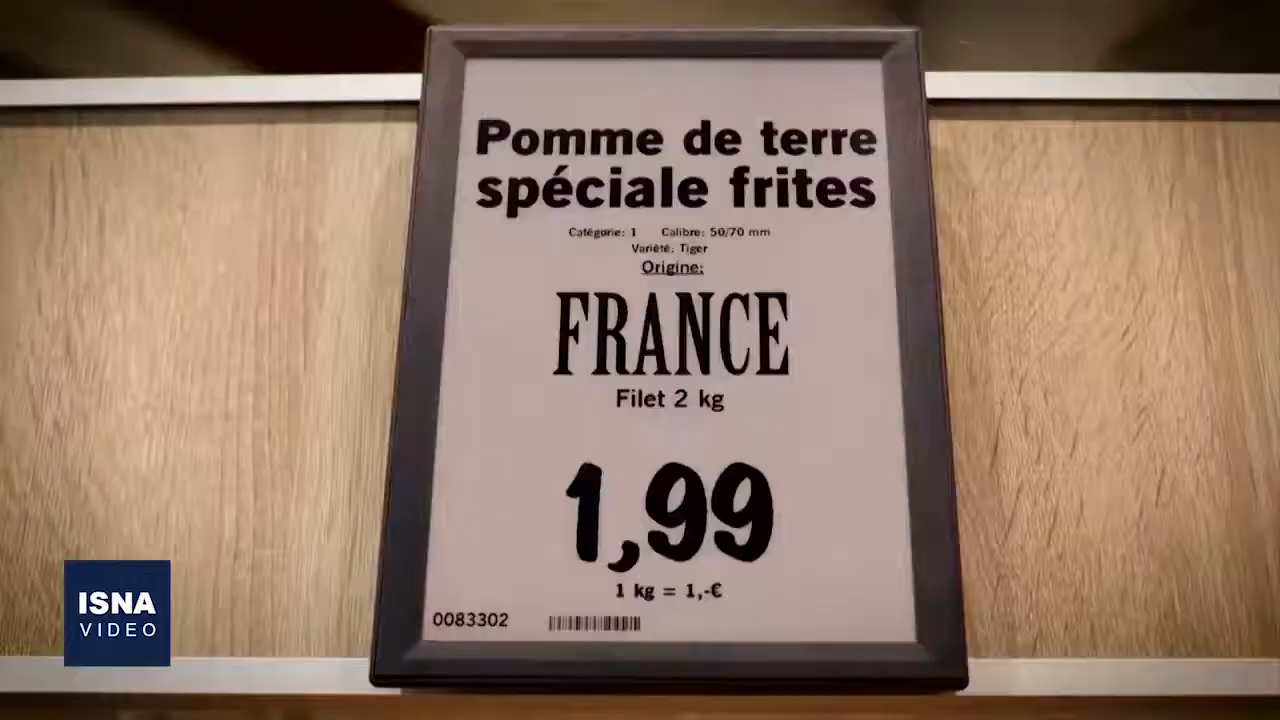 Pomme de terre
spéciale frites
Catégorie: 1 Calibre: 50/70 mm
Variété: Tiger
Origine:
FRANCE
Filet 2 kg
1,99
1 kg = 1,-€
0083302
ISNA
VIDEO